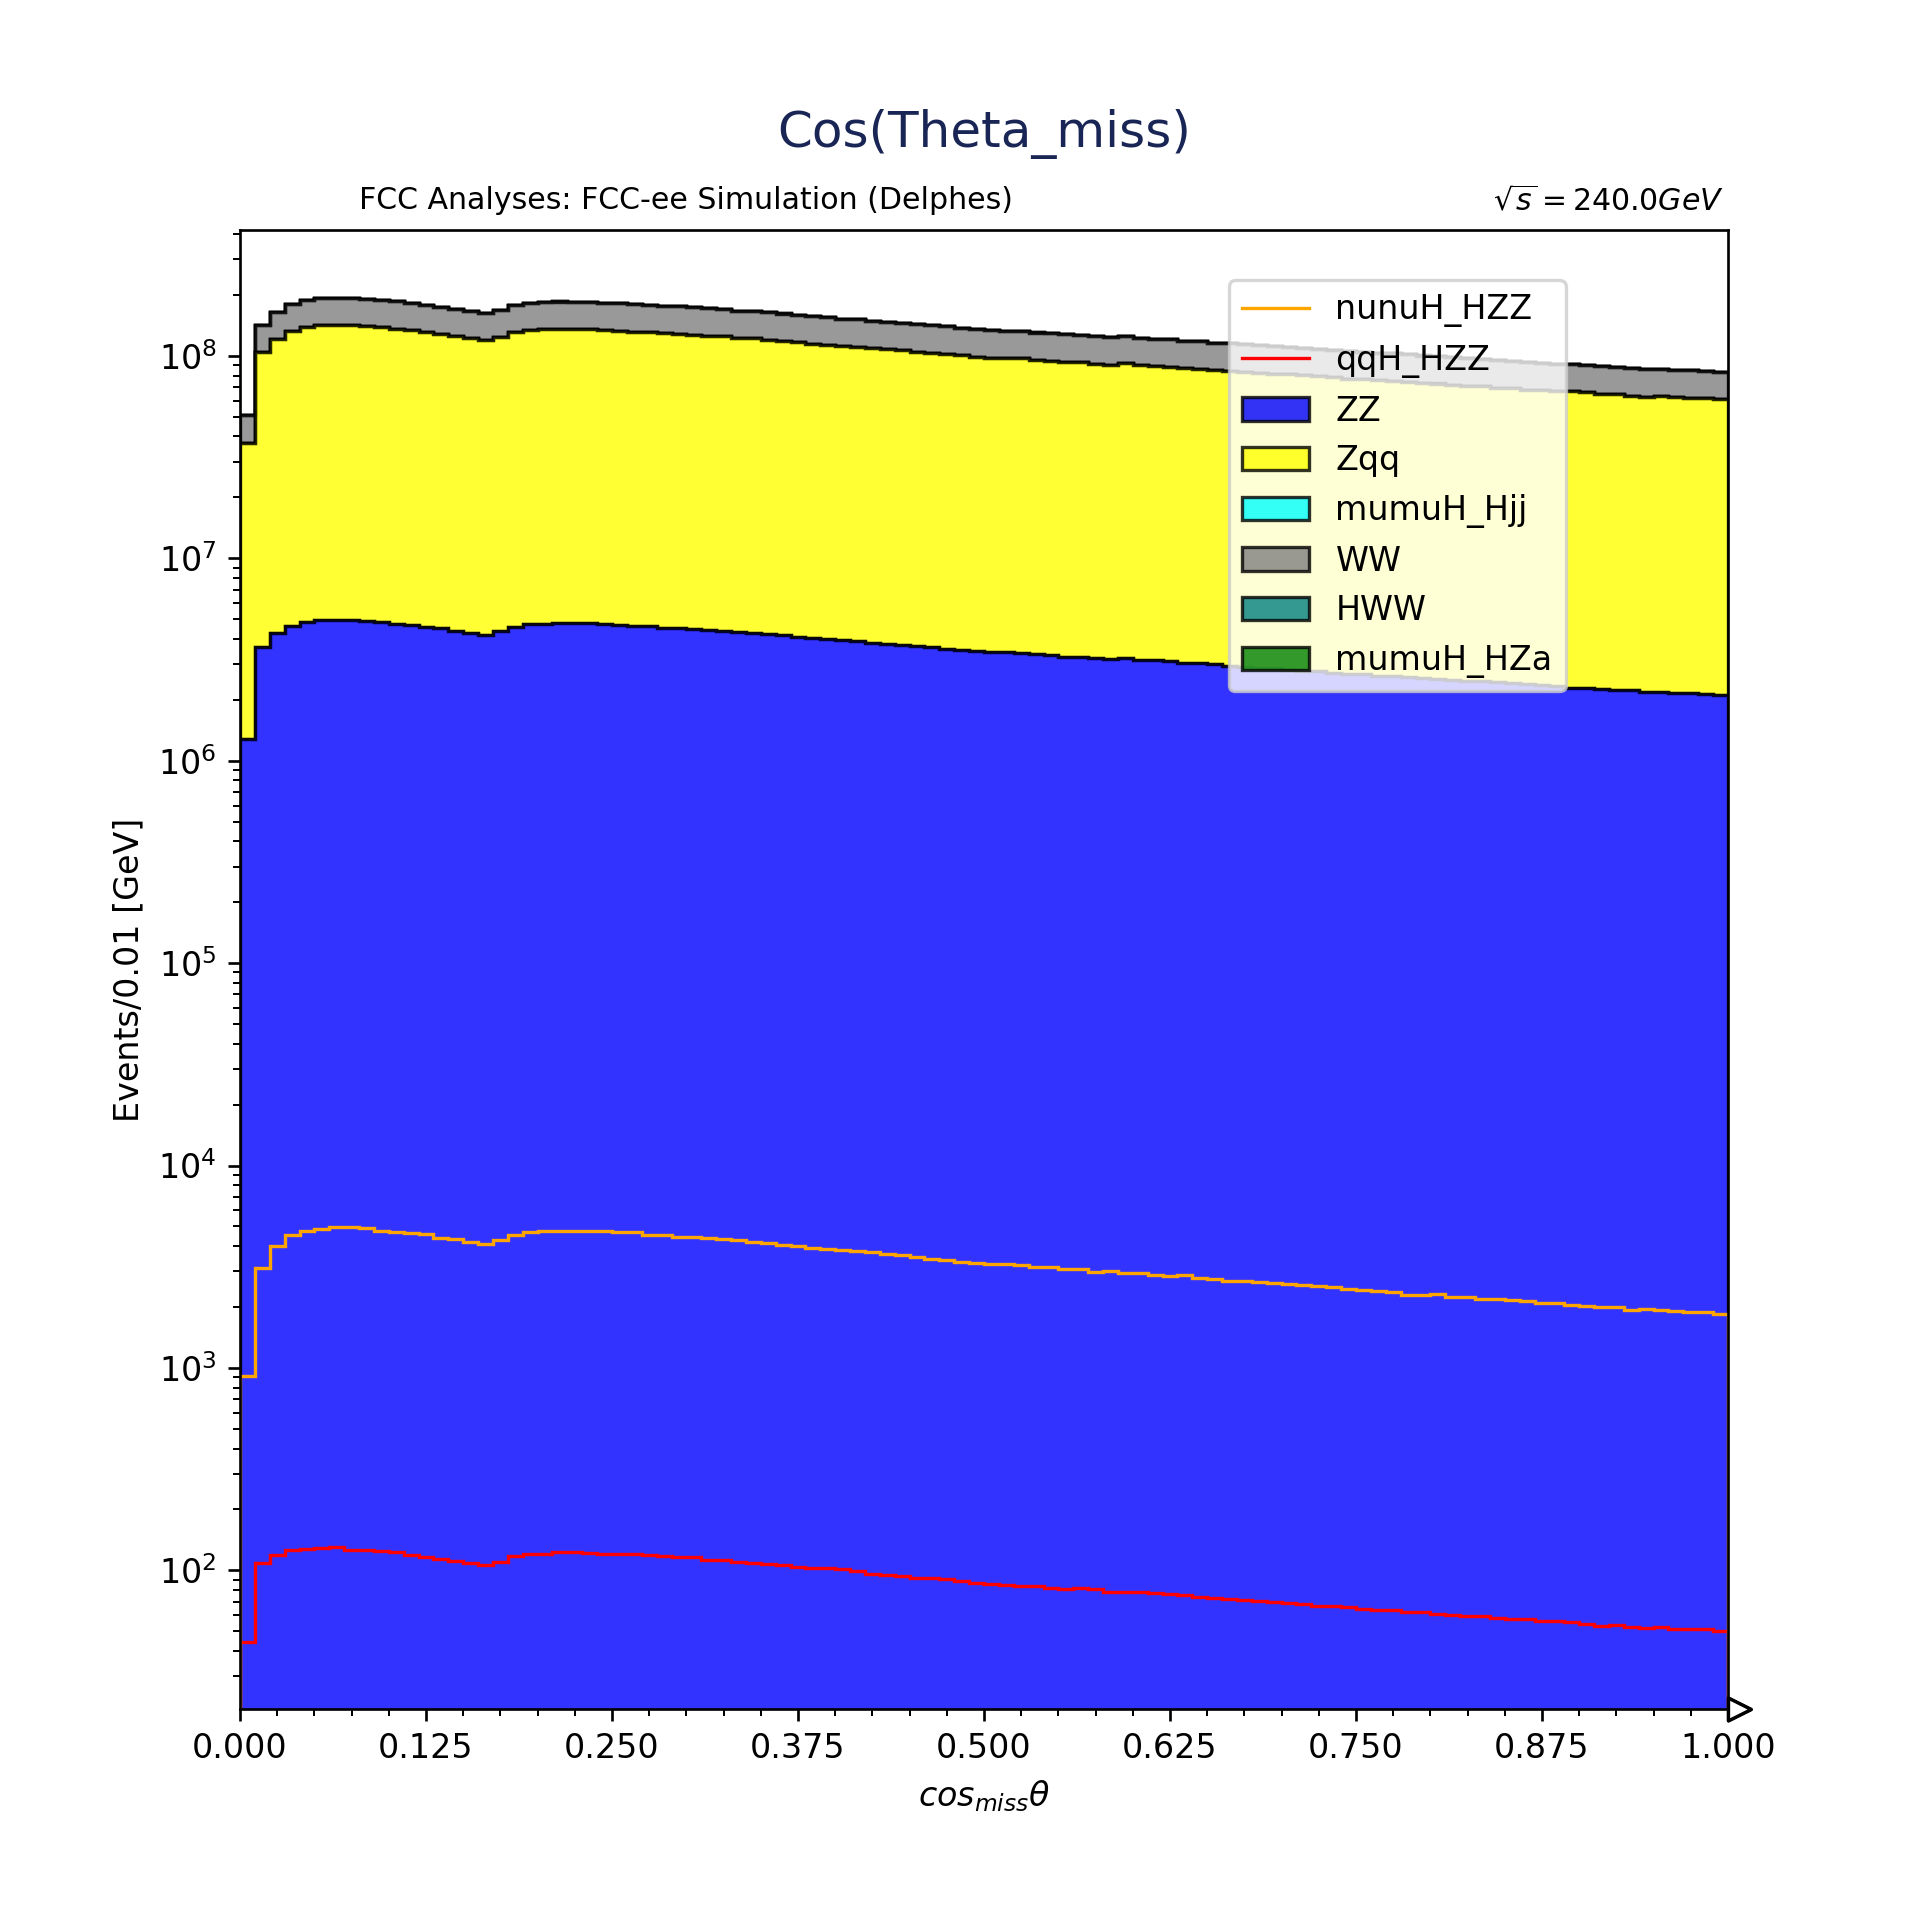 Cos(Theta_miss)
FCC Analyses: FCC-ee Simulation (Delphes)
√s = 240.0GeV
nunuH_HZZ
qqH_HZZ
ZZ
Zqq
mumuH_Hjj
WW
HWW
mumuH_HZa
10⁸
10⁷
10⁶
10⁵
10⁴
10³
10²
Events/0.01 [GeV]
0.000 0.125 0.250 0.375 0.500 0.625 0.750 0.875 1.000
cos_miss θ